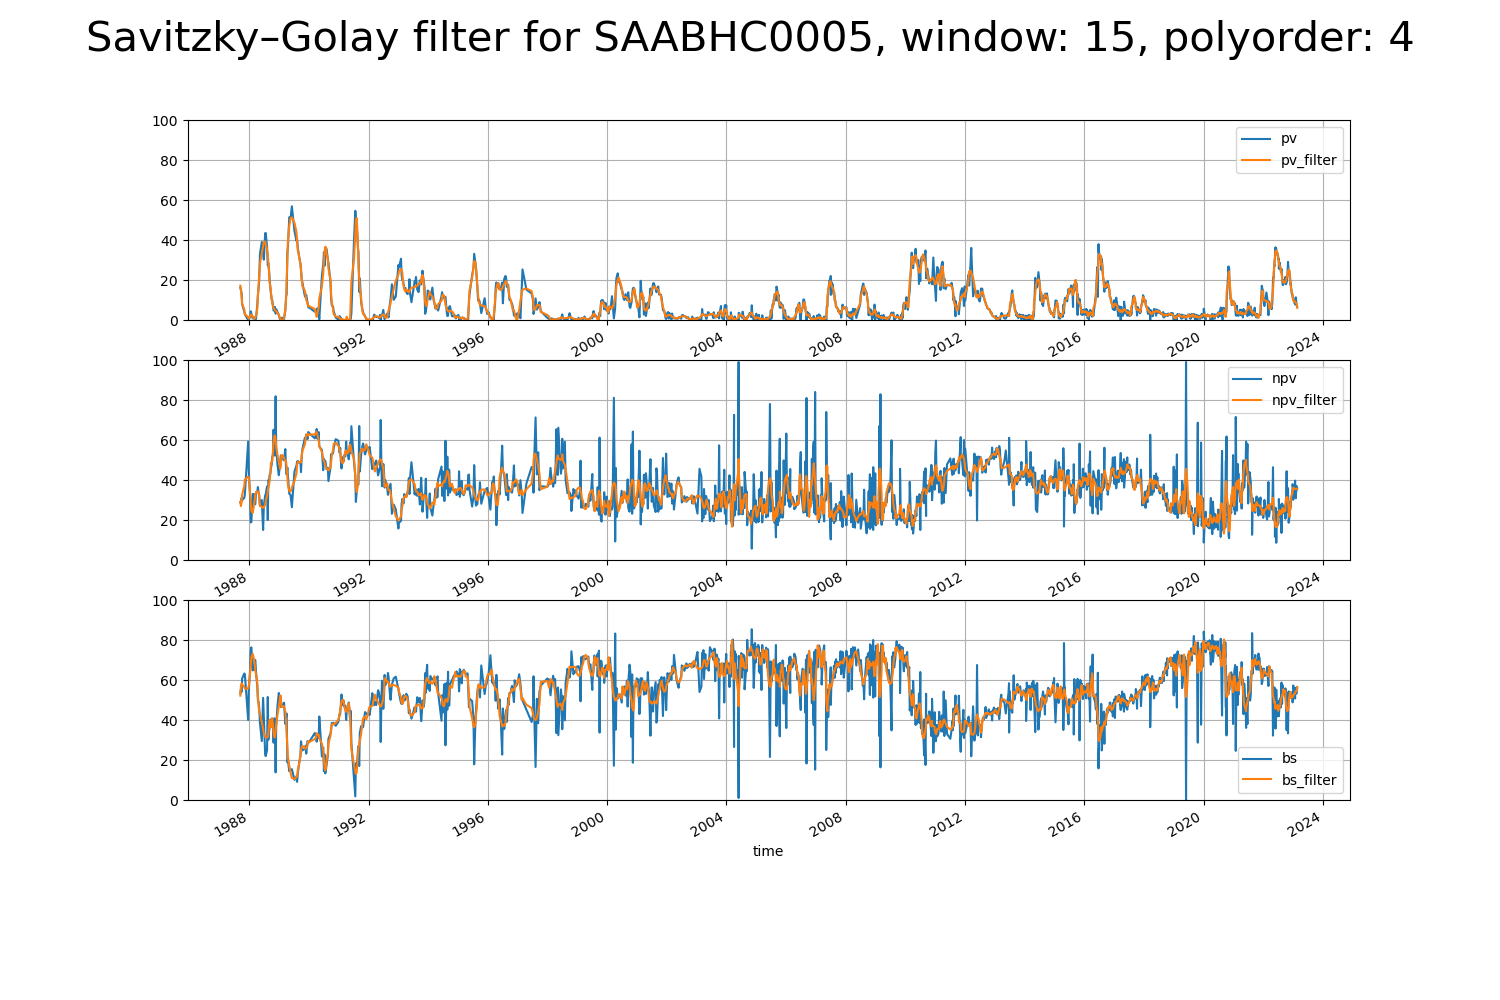 Savitzky–Golay filter for SAABHC0005, window: 15, polyorder: 4
100
80
60
40
20
0
pv
pv_filter
1988 1992 1996 2000 2004 2008 2012 2016 2020 2024
100
80
60
40
20
0
npv
npv_filter
1988 1992 1996 2000 2004 2008 2012 2016 2020 2024
100
80
60
40
20
0
bs
bs_filter
1988 1992 1996 2000 2004 2008 2012 2016 2020 2024
time